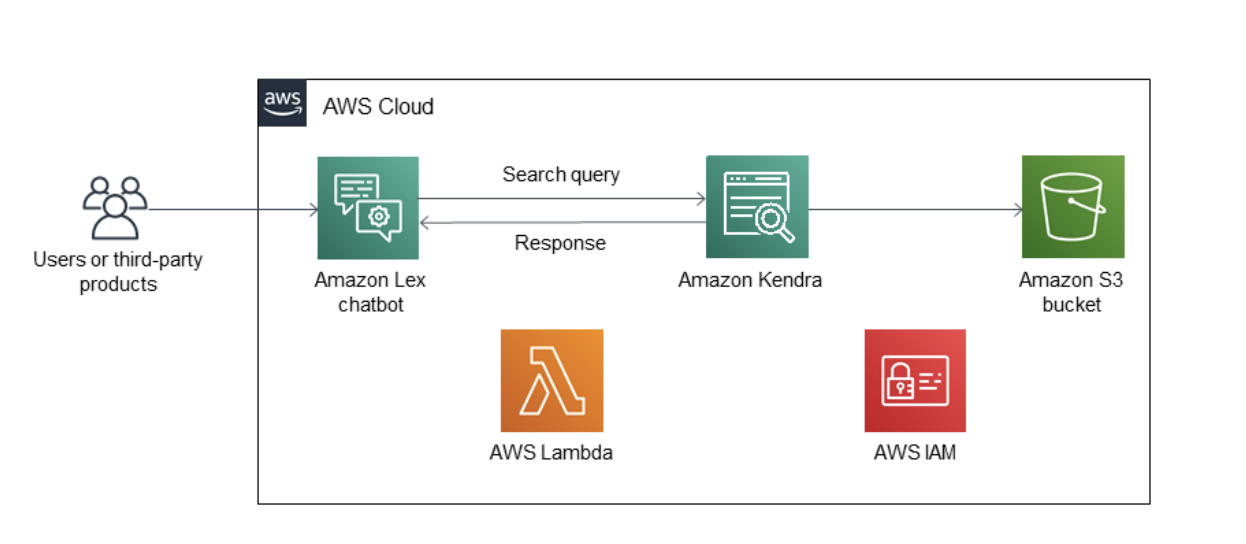 aws
AWS Cloud
Search query
Response
Users or third-party
products
Amazon Lex
chatbot
Amazon Kendra
Amazon S3
bucket
AWS Lambda
AWS IAM